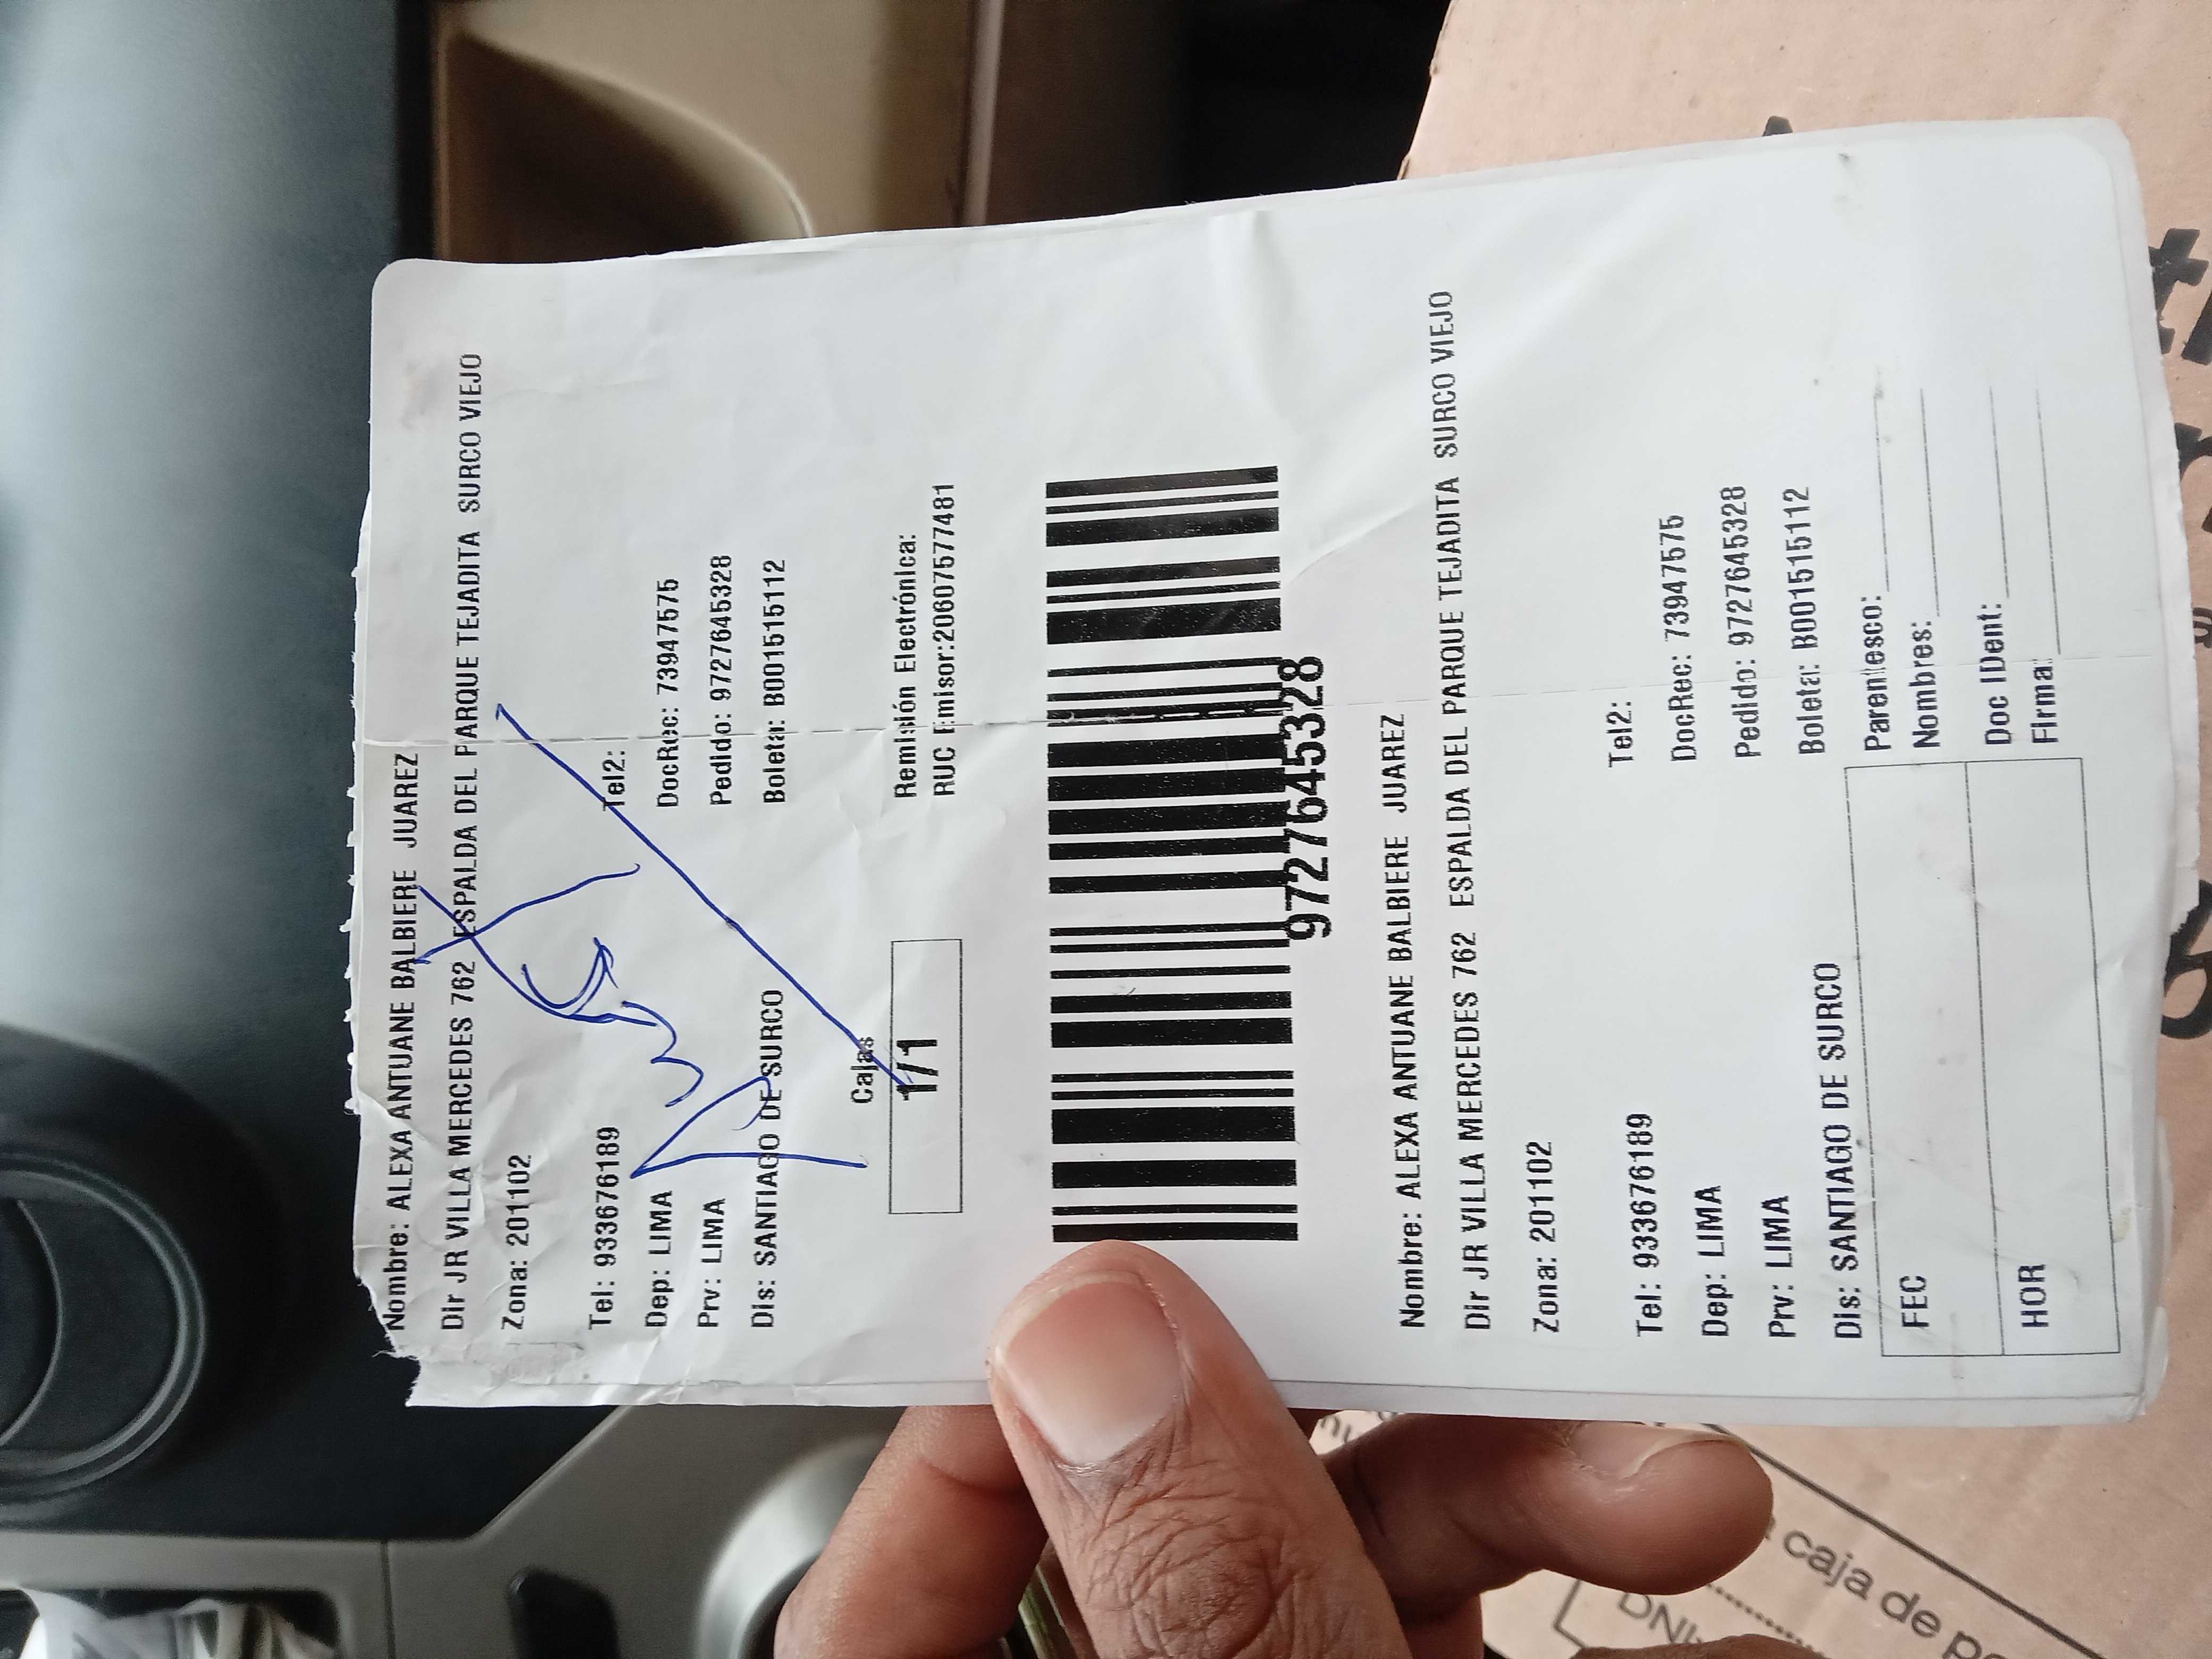 Nombre: ALEXA ANTUANE BALBIERE JUAREZ
Dir JR VILLA MERCEDES 762 ESPALDA DEL PARQUE TEJADITA SURCO VIEJO
Zona: 201102
Tel: 933676189 Tel2:
Dep: LIMA DocRec: 73947575
Prv: LIMA Pedido: 9727645328
Dis: SANTIAGO DE SURCO Boleta: B001515112
Cajas
1/1
Remisión Electrónica:
RUC Emisor:20607577481
9727645328
Nombre: ALEXA ANTUANE BALBIERE JUAREZ
Dir JR VILLA MERCEDES 762 ESPALDA DEL PARQUE TEJADITA SURCO VIEJO
Zona: 201102
Tel: 933676189 Tel2:
Dep: LIMA DocRec: 73947575
Prv: LIMA Pedido: 9727645328
Dis: SANTIAGO DE SURCO Boleta: B001515112
FEC
HOR
Parentesco:
Nombres:
Doc IDent:
Firma:
caja de
DNI